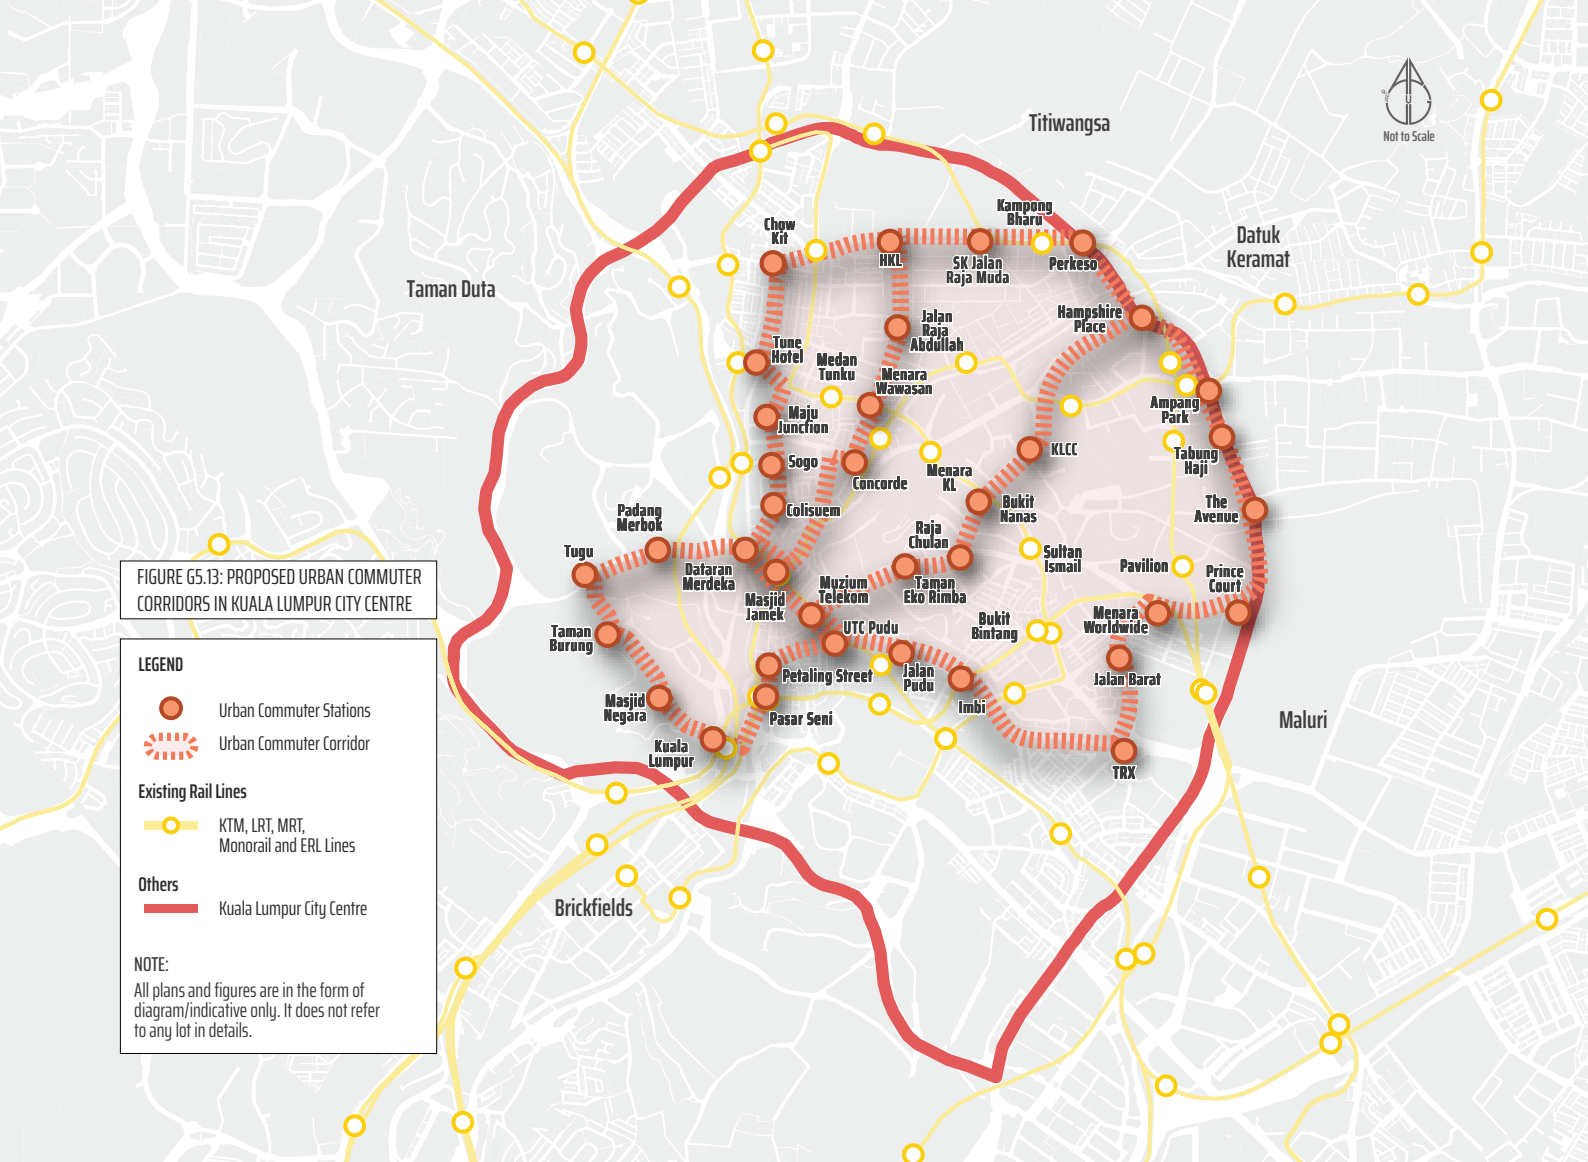 Titiwangsa
Not to Scale
Kampong
Bharu
Chow
Kit
HKL
SK Jalan
Raja Muda
Perkeso
Datuk
Keramat
Taman Duta
Hampshire
Place
Jalan
Raja
Abdullah
Tune
Hotel
Medan
Tunku
Menara
Wawasan
Ampang
Park
Maju
Juncfion
Sogo
Concorde
Menara
KL
KLCC
Tabung
Haji
Padang
Merbok
Colisuem
Bukit
Nanas
The
Avenue
Raja
Chulan
Tugu
Dataran
Merdeka
Sultan
Ismail
Pavilion
Prince
Court
Muzium
Telekom
Taman
Eko Rimba
Masjid
Jamek
Menara
Worldwide
Bukit
Bintang
UTC Pudu
Taman
Burung
Petaling Street
Jalan
Pudu
Jalan Barat
Masjid
Negara
Pasar Seni
Imbi
Maluri
Kuala
Lumpur
TRX
Brickfields
FIGURE G5.13: PROPOSED URBAN COMMUTER
CORRIDORS IN KUALA LUMPUR CITY CENTRE
LEGEND
Urban Commuter Stations
Urban Commuter Corridor
Existing Rail Lines
KTM, LRT, MRT,
Monorail and ERL Lines
Others
Kuala Lumpur City Centre
NOTE:
All plans and figures are in the form of
diagram/indicative only. It does not refer
to any lot in details.